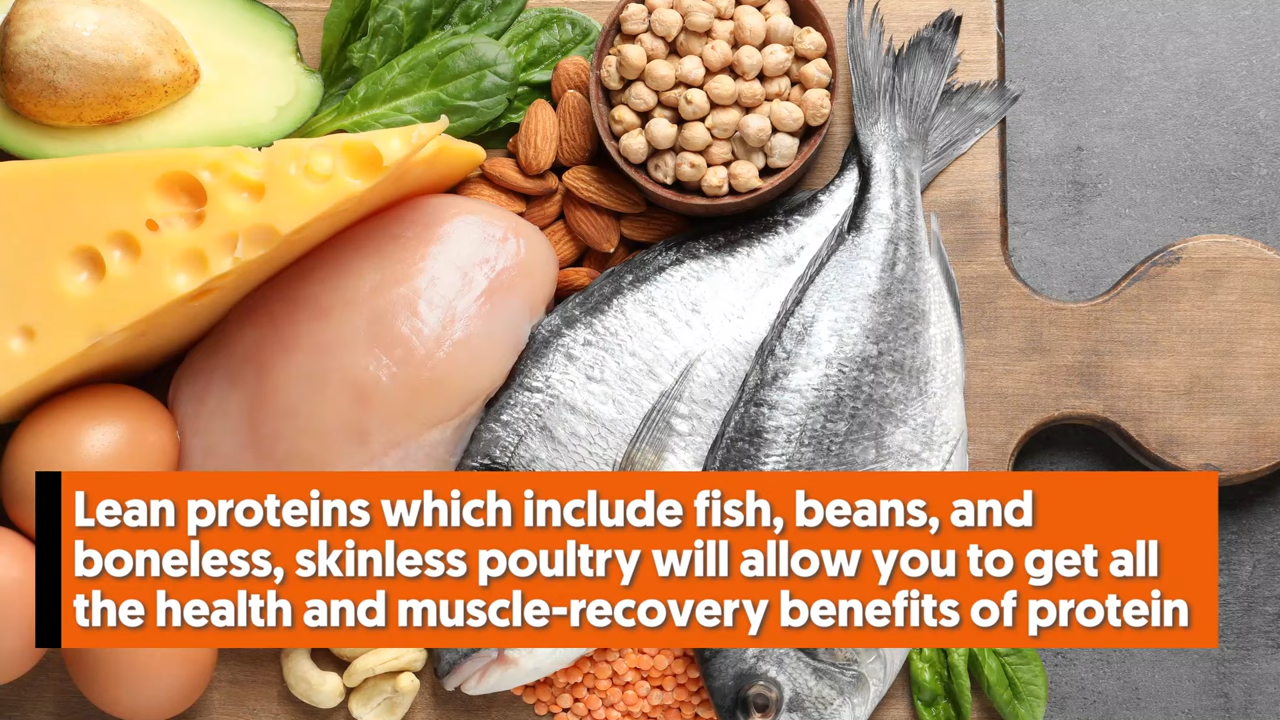 Lean proteins which include fish, beans, and
boneless, skinless poultry will allow you to get all
the health and muscle-recovery benefits of protein